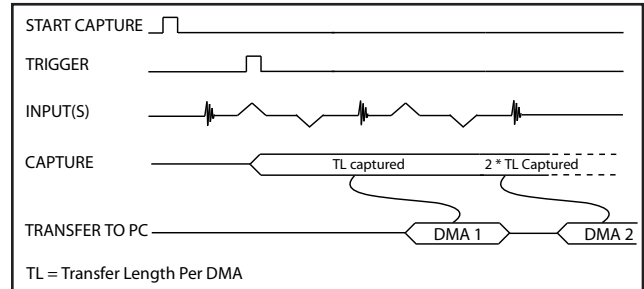 START CAPTURE
TRIGGER
INPUT(S)
CAPTURE
TL captured
2 * TL Captured
TRANSFER TO PC
DMA 1
DMA 2
TL = Transfer Length Per DMA